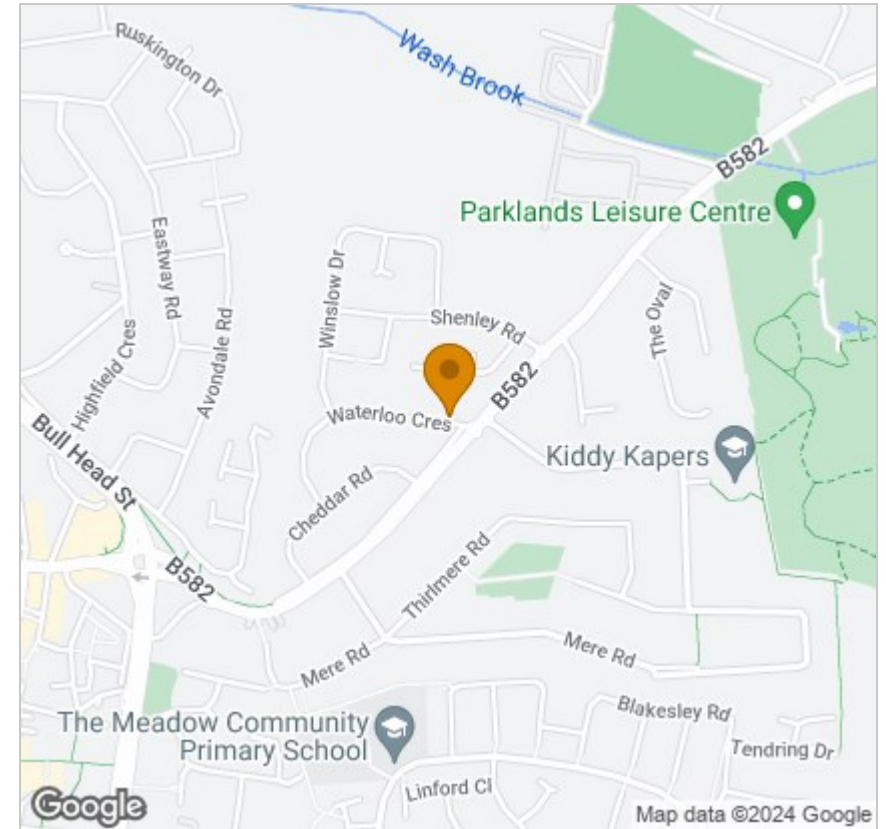 Ruskington Dr
Wash Brook
B582
Parklands Leisure Centre
Eastway Rd
Winslow Dr
Shenley Rd
The Oval
Highfield Cres
Avondale Rd
B582
Waterloo Cres
Bull Head St
Kiddy Kapers
Cheddar Rd
B582
Thirlmere Rd
Mere Rd
Mere Rd
The Meadow Community
Primary School
Blakesley Rd
Tendring Dr
Linford Cl
Google
Map data ©2024 Google